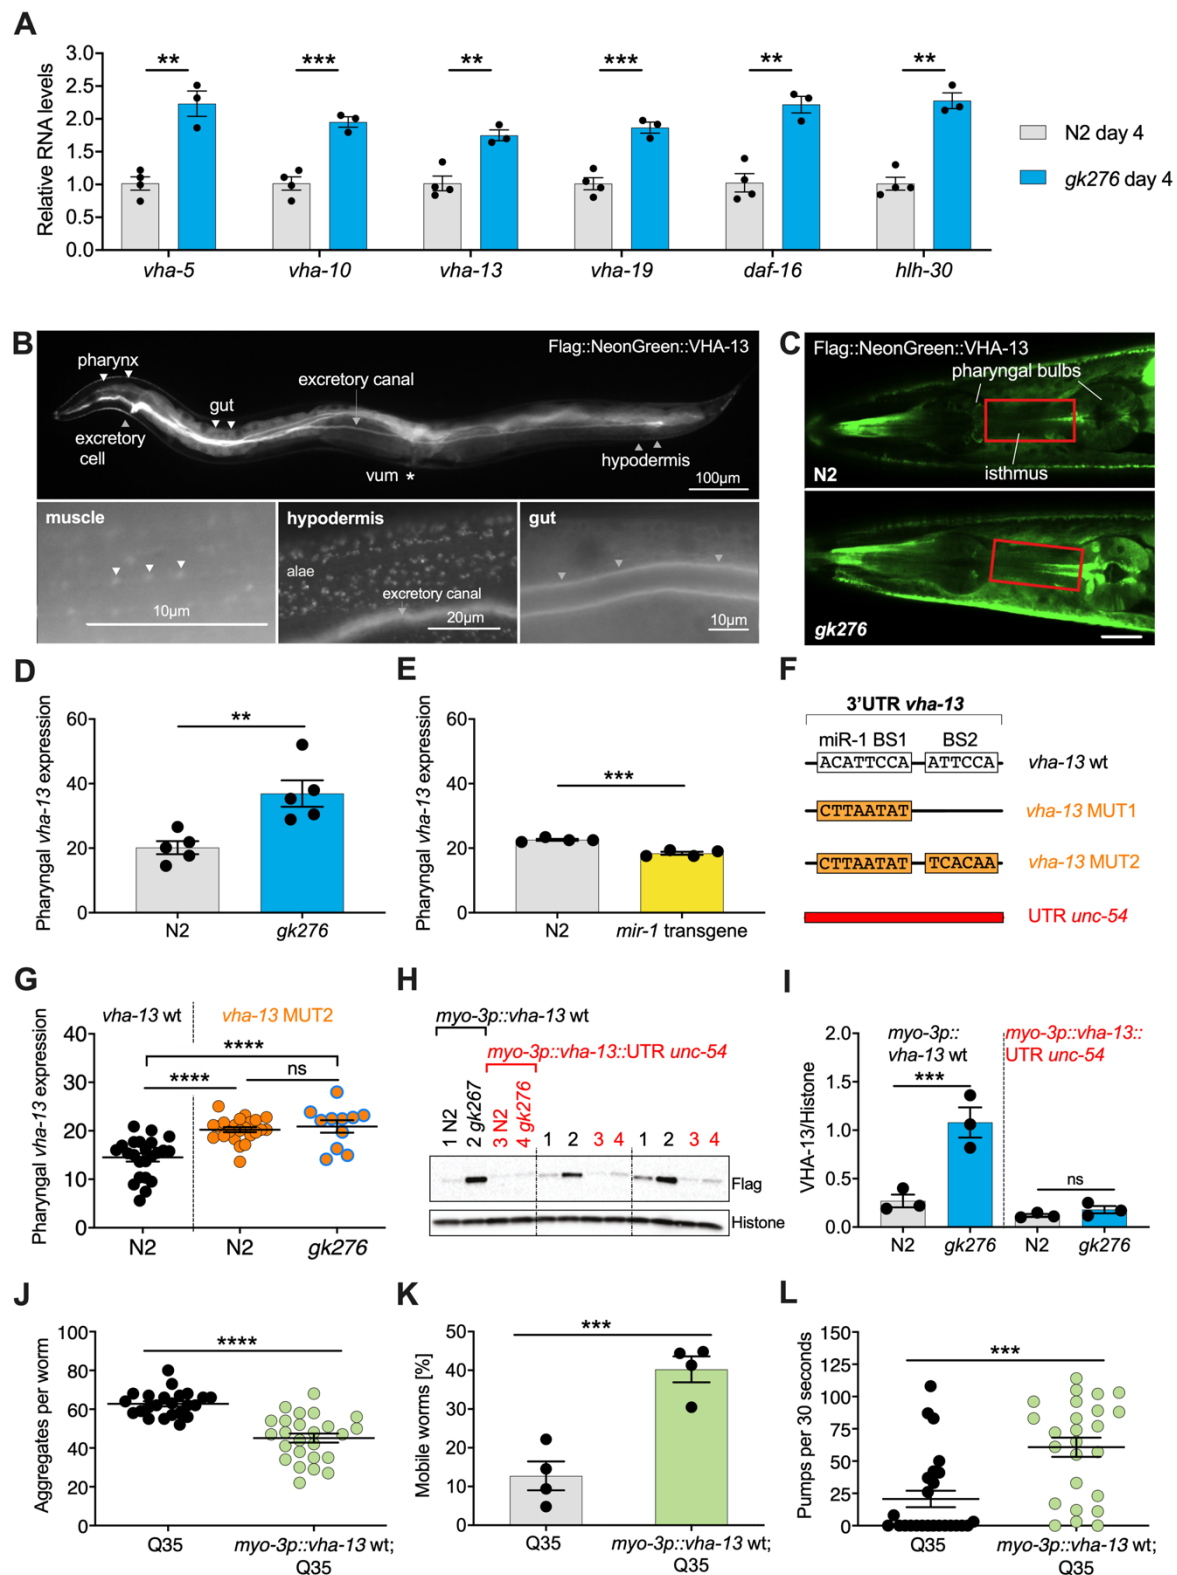 A
Relative RNA levels
3.0
2.5
2.0
1.5
1.0
0.5
0.0
** *** ** *** ** **
vha-5 vha-10 vha-13 vha-19 daf-16 hlh-30
N2 day 4
gk276 day 4
B
Flag::NeonGreen::VHA-13
pharynx
excretory canal
gut
excretory
cell
vum *
hypodermis
100µm
muscle
10µm
hypodermis
alae
excretory canal
20µm
gut
10µm
C
Flag::NeonGreen::VHA-13
pharyngal bulbs
isthmus
N2
gk276
D
Pharyngal vha-13 expression
60
40
20
0
**
N2 gk276
E
Pharyngal vha-13 expression
60
40
20
0
***
N2 mir-1 transgene
F
3'UTR vha-13
miR-1 BS1 BS2
ACATTCCA ATTCCA vha-13 wt
CTTAATAT vha-13 MUT1
CTTAATAT TCACAA vha-13 MUT2
UTR unc-54
G
Pharyngal vha-13 expression
vha-13 wt vha-13 MUT2
40
30
20
10
0
****
**** ns
N2 N2 gk276
H
myo-3p::vha-13 wt
myo-3p::vha-13::UTR unc-54
1 N2
2 gk267
3 N2
4 gk276
1 2 3 4 1 2 3 4
Flag
Histone
I
VHA-13/Histone
2.0
1.5
1.0
0.5
0.0
myo-3p::
vha-13 wt
myo-3p::vha-13::
UTR unc-54
***
ns
N2 gk276 N2 gk276
J
Aggregates per worm
100
80
60
40
20
0
****
Q35 myo-3p::vha-13 wt;
Q35
K
Mobile worms [%]
50
40
30
20
10
0
***
Q35 myo-3p::vha-13 wt;
Q35
L
Pumps per 30 seconds
150
125
100
75
50
25
0
***
Q35 myo-3p::vha-13 wt;
Q35